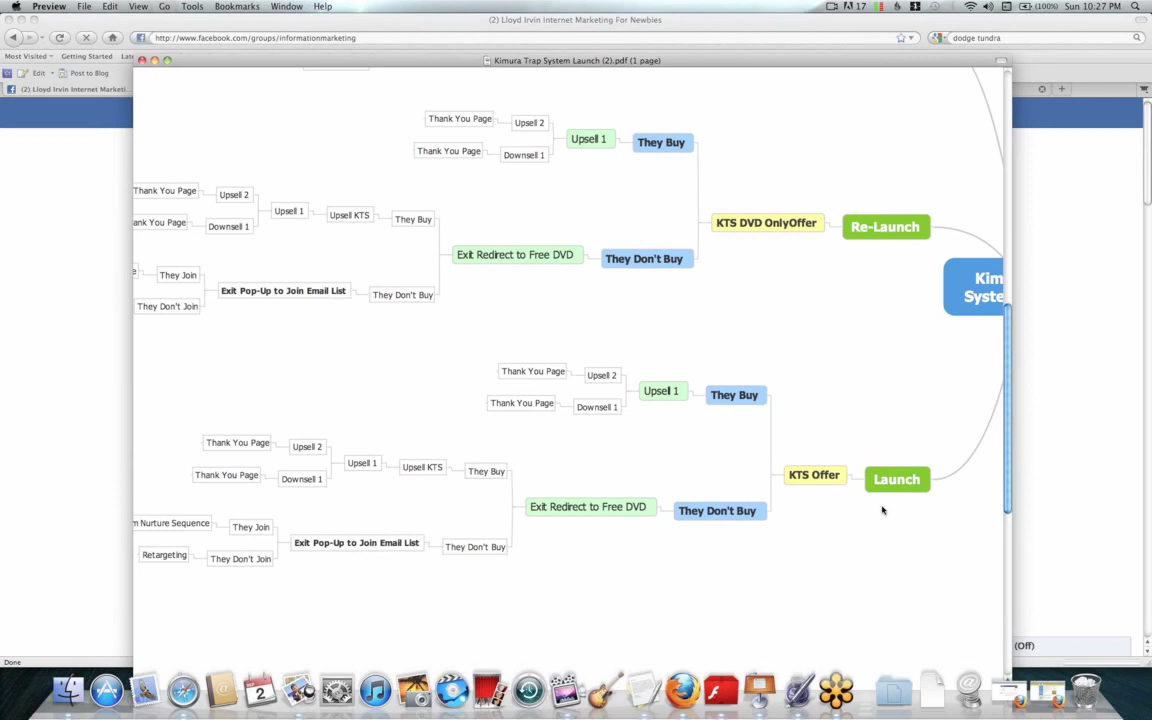 Preview File Edit View Go Tools Bookmarks Window Help
17 (100%) Sun 10:27 PM
(2) Lloyd Irvin Internet Marketing For Newbies
http://www.facebook.com/groups/informationmarketing
dodge tundra
Most Visited Getting Started Late
Edit Post to Blog
(2) Lloyd Irvin Internet Marketi...
Kimura Trap System Launch (2).pdf (1 page)
Thank You Page Upsell 2
Upsell 1 They Buy
Thank You Page Downsell 1
Thank You Page Upsell 2
Upsell 1 Upsell KTS They Buy
ank You Page Downsell 1
KTS DVD OnlyOffer Re-Launch
Exit Redirect to Free DVD They Don't Buy
They Join
Exit Pop-Up to Join Email List They Don't Buy
They Don't Join
Kim
Syste
Thank You Page Upsell 2
Upsell 1 They Buy
Thank You Page Downsell 1
Thank You Page Upsell 2
Upsell 1 Upsell KTS They Buy
Thank You Page Downsell 1
KTS Offer Launch
Exit Redirect to Free DVD They Don't Buy
m Nurture Sequence They Join
Exit Pop-Up to Join Email List They Don't Buy
Retargeting They Don't Join
(Off)
Done
2